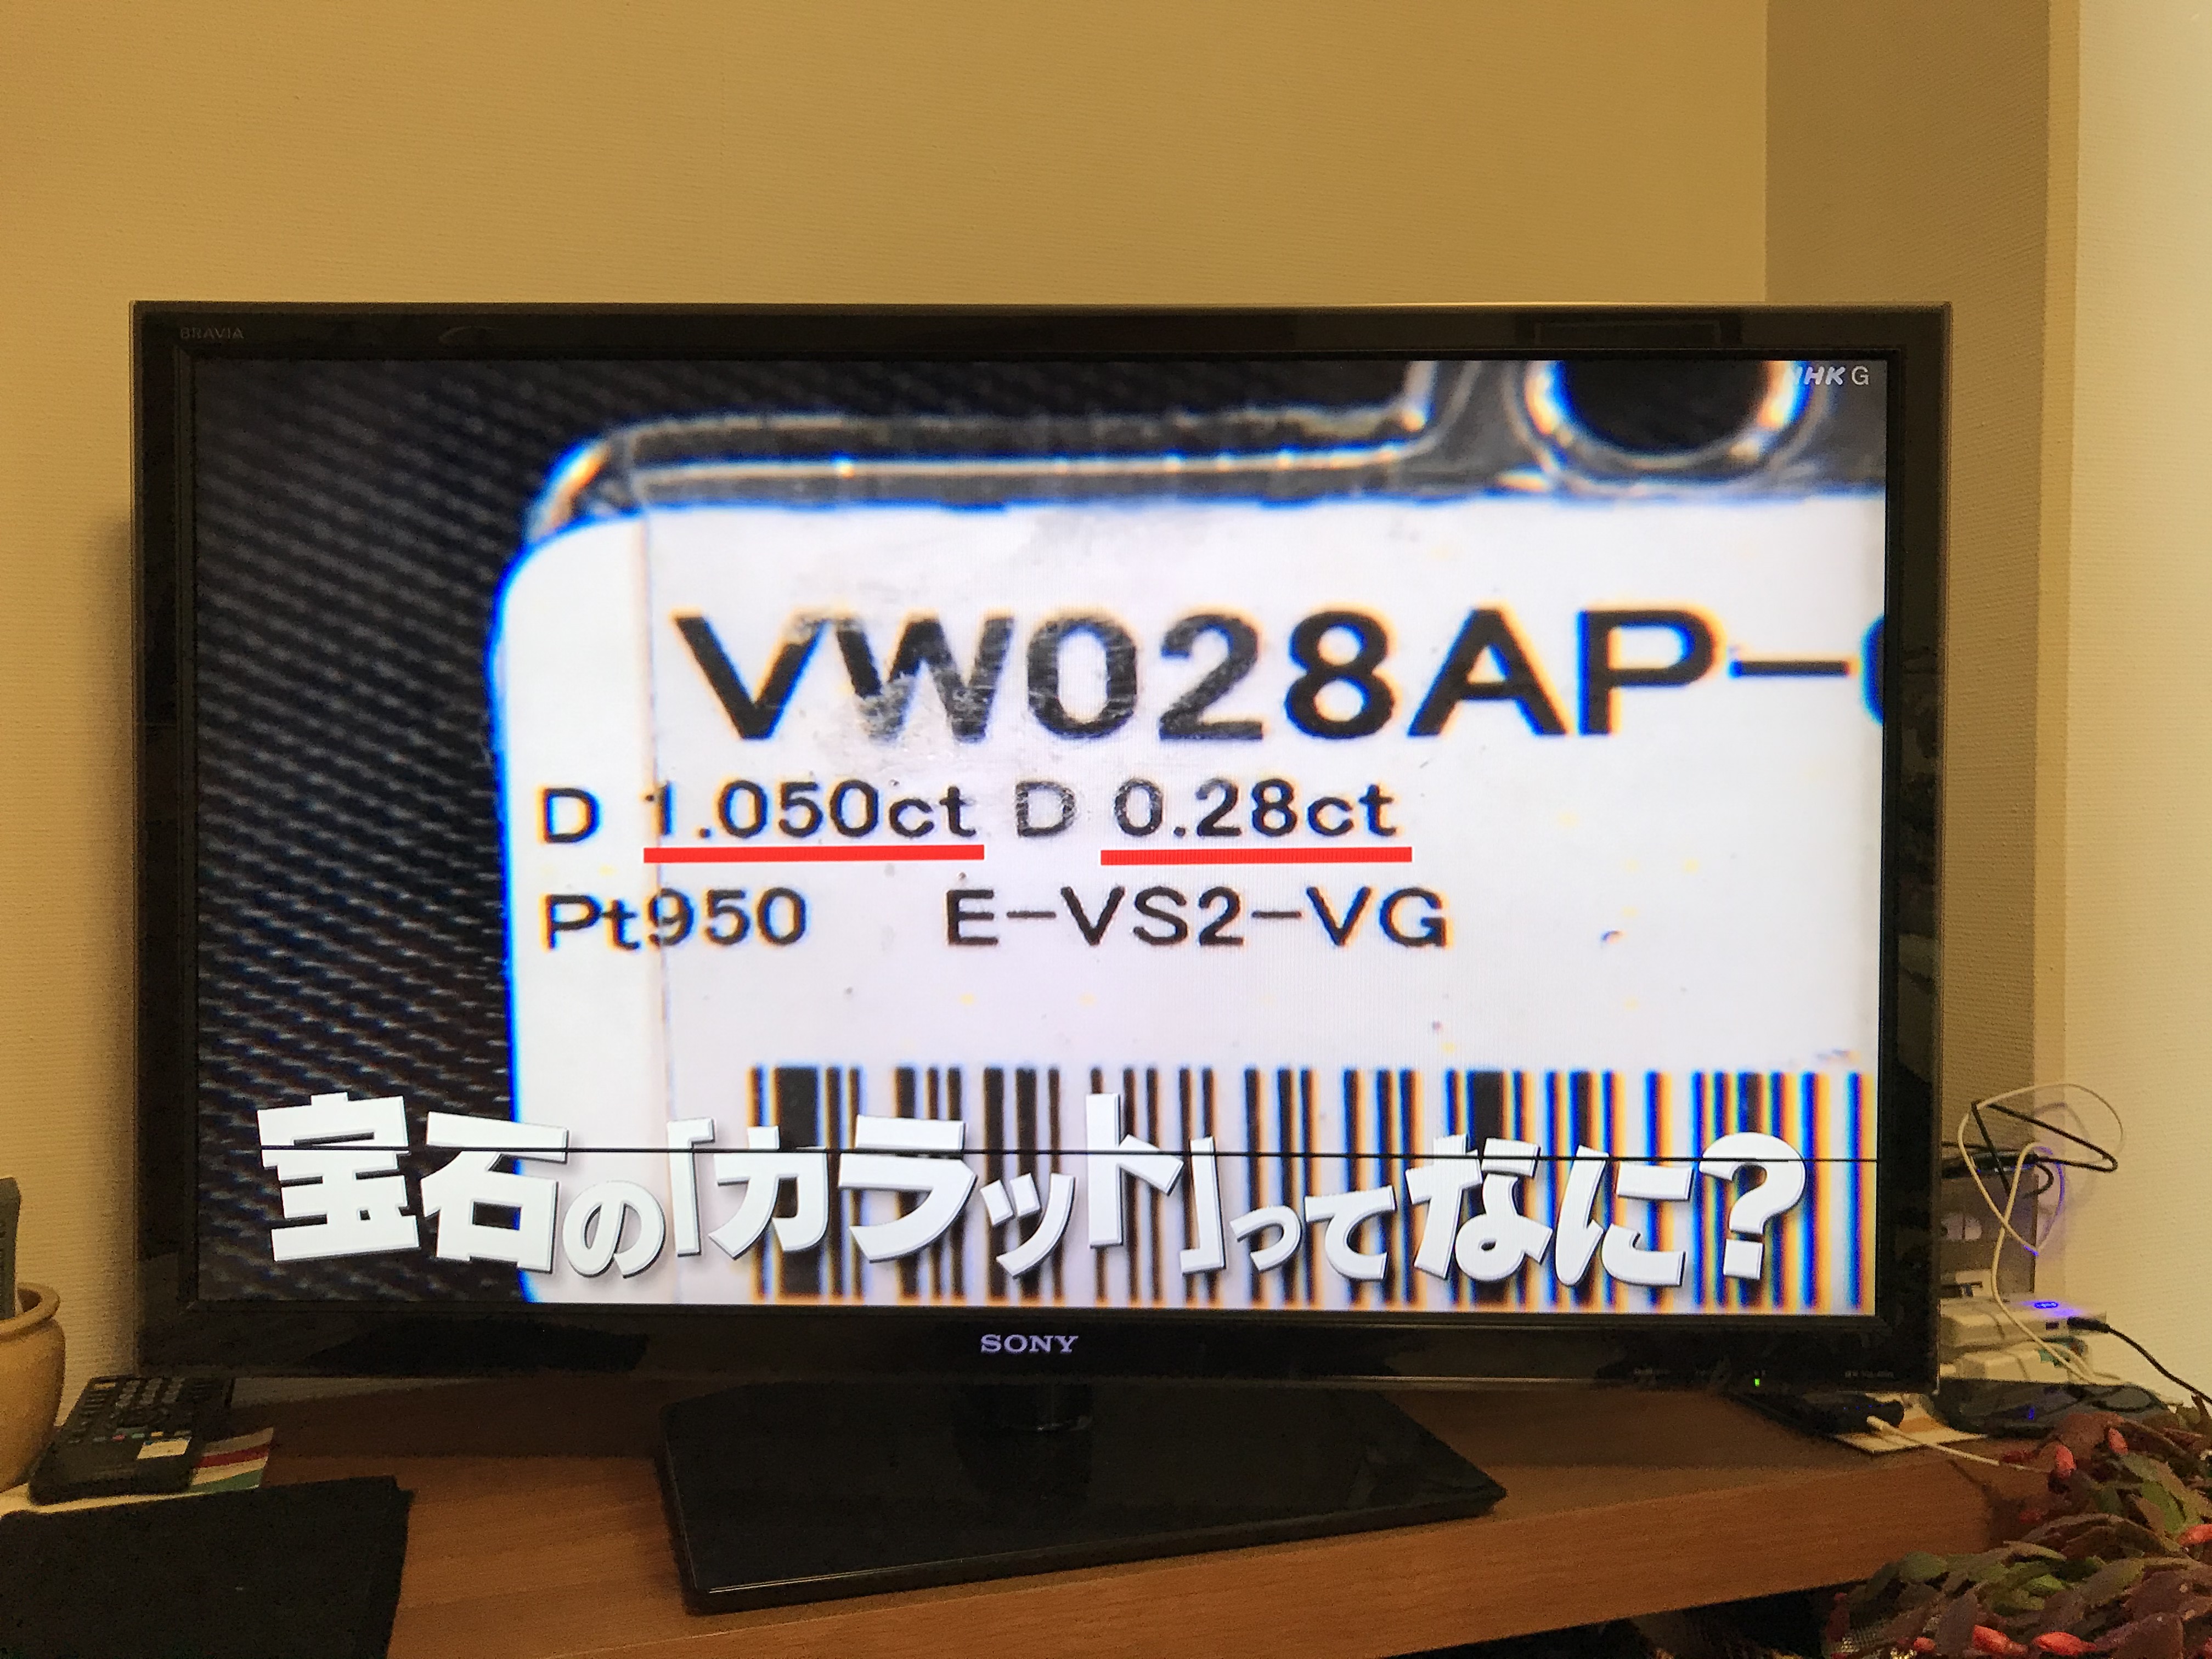 BRAVIA
NHK G
VW028AP-
D 1.050ct D 0.28ct
Pt950 E-VS2-VG
宝石の「カラット」ってなに?
SONY